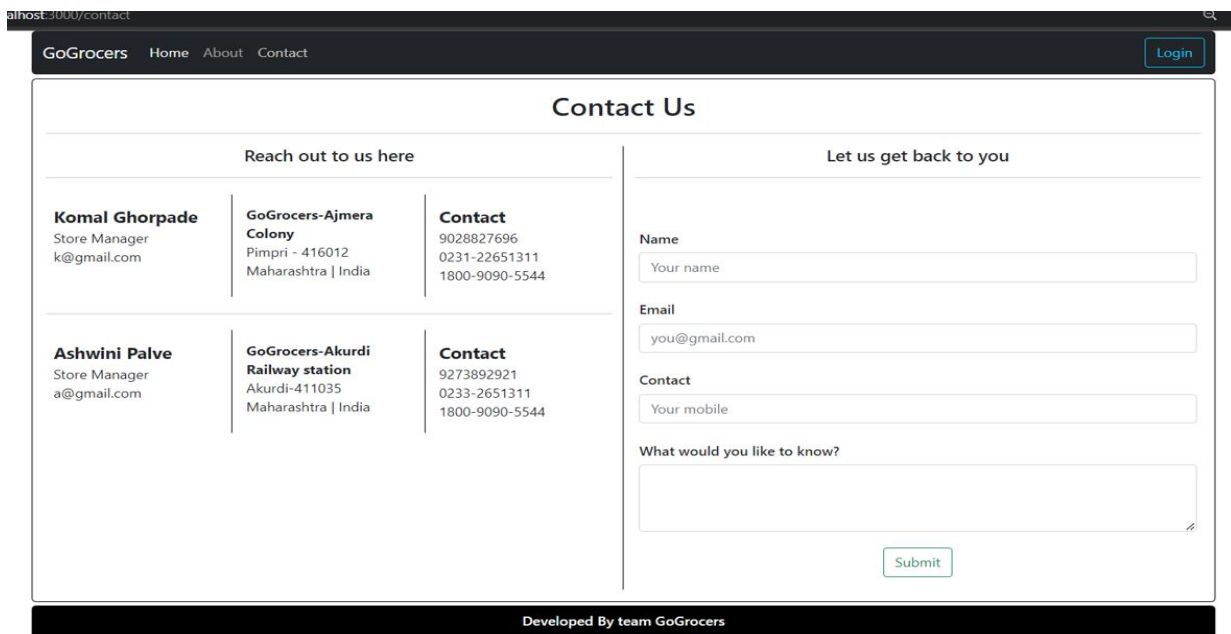 alhost:3000/contact
GoGrocers Home About Contact Login
Contact Us
Reach out to us here
Komal Ghorpade
Store Manager
k@gmail.com
GoGrocers-Ajmera
Colony
Pimpri - 416012
Maharashtra | India
Contact
9028827696
0231-22651311
1800-9090-5544
Ashwini Palve
Store Manager
a@gmail.com
GoGrocers-Akurdi
Railway station
Akurdi-411035
Maharashtra | India
Contact
9273892921
0233-2651311
1800-9090-5544
Let us get back to you
Name
Your name
Email
you@gmail.com
Contact
Your mobile
What would you like to know?
Submit
Developed By team GoGrocers